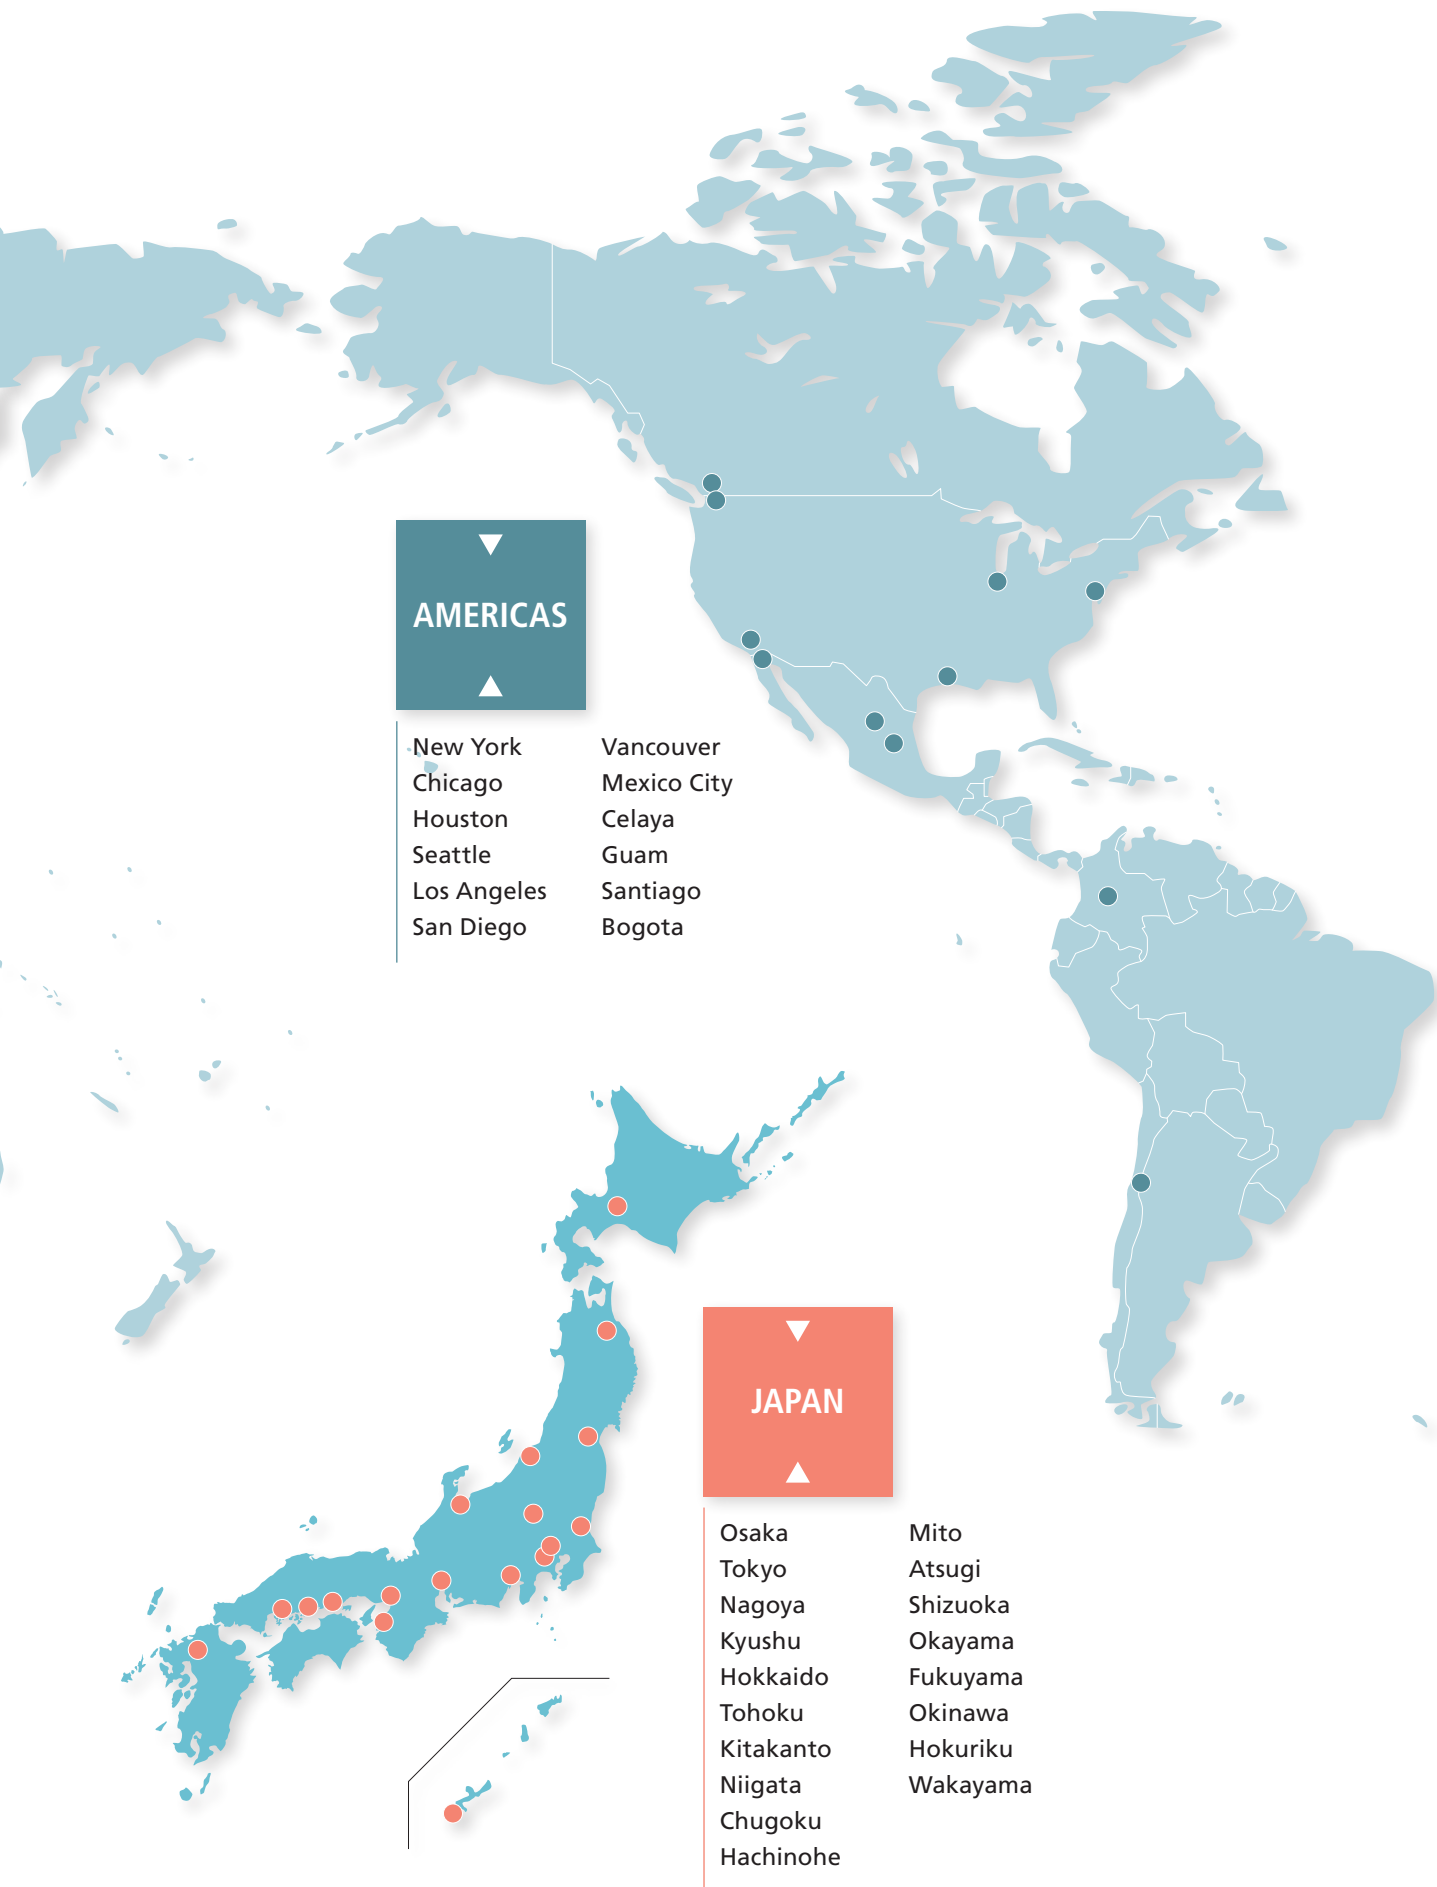 AMERICAS
New York
Chicago
Houston
Seattle
Los Angeles
San Diego
Vancouver
Mexico City
Celaya
Guam
Santiago
Bogota
JAPAN
Osaka
Tokyo
Nagoya
Kyushu
Hokkaido
Tohoku
Kitakanto
Niigata
Chugoku
Hachinohe
Mito
Atsugi
Shizuoka
Okayama
Fukuyama
Okinawa
Hokuriku
Wakayama